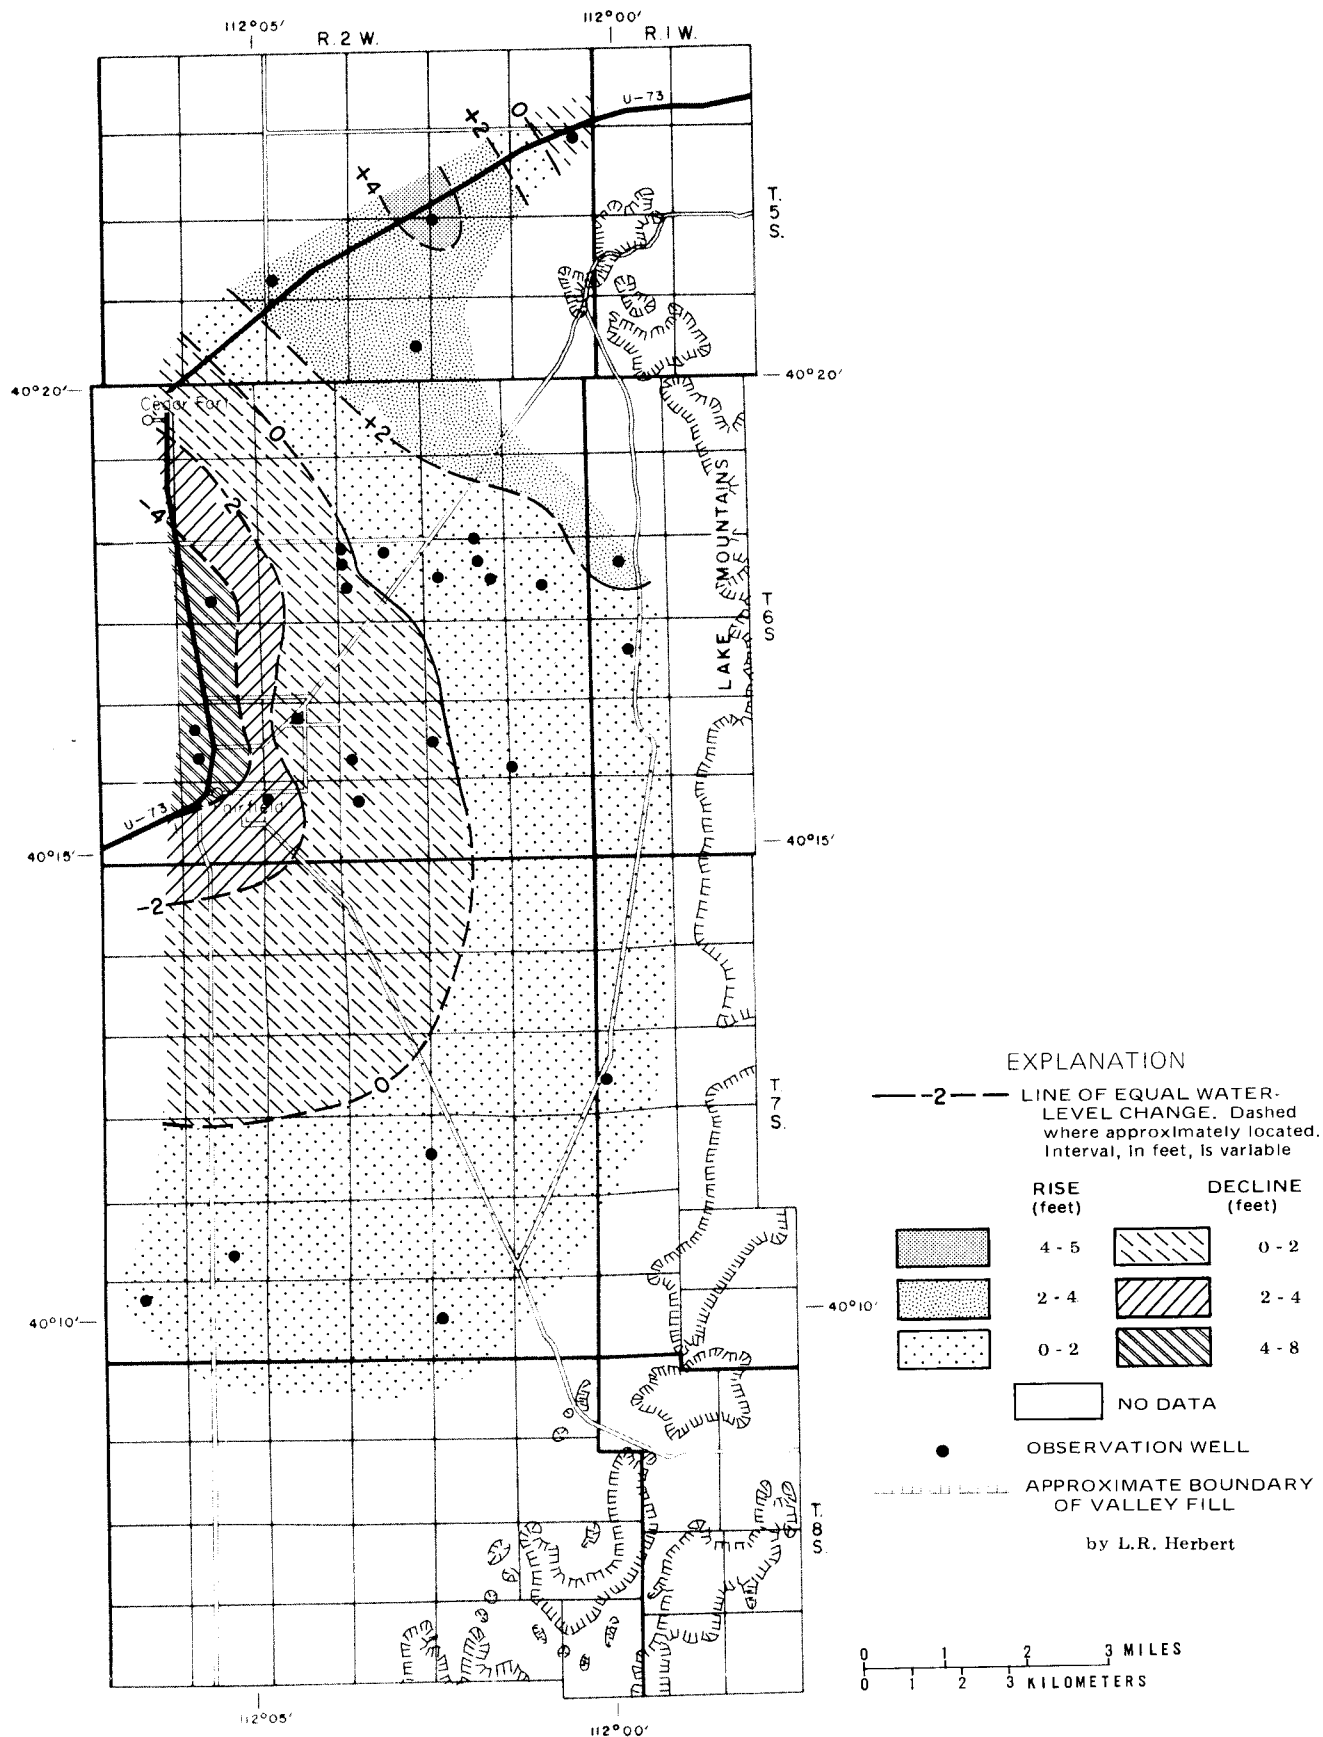 112°05'
112°00'
R. 2 W.
R. 1 W.
U-73
0
+2
+4
T.
5
S.
40°20'
40°20'
Cedar Fort
0
+2
2
-4
LAKE MOUNTAINS
T
6
S
U-73
Fairfield
40°15'
40°15'
-2
0
T.
7
S.
40°10'
40°10'
T.
8
S.
112°05'
112°00'
EXPLANATION
-2
LINE OF EQUAL WATER-
LEVEL CHANGE. Dashed
where approximately located.
Interval, in feet, is variable
RISE
(feet)
DECLINE
(feet)
4 - 5
0 - 2
2 - 4
2 - 4
0 - 2
4 - 8
NO DATA
OBSERVATION WELL
APPROXIMATE BOUNDARY
OF VALLEY FILL
by L.R. Herbert
0 1 2 3 MILES
0 1 2 3 KILOMETERS